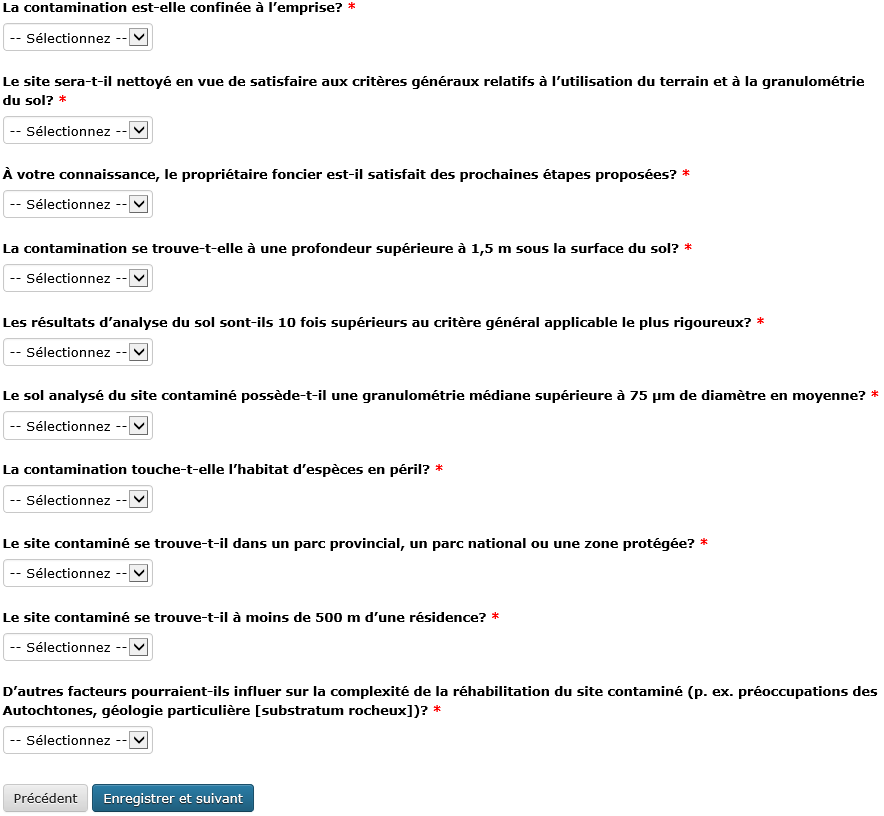 La contamination est-elle confinée à l’emprise? *
-- Sélectionnez --
Le site sera-t-il nettoyé en vue de satisfaire aux critères généraux relatifs à l’utilisation du terrain et à la granulométrie
du sol? *
-- Sélectionnez --
À votre connaissance, le propriétaire foncier est-il satisfait des prochaines étapes proposées? *
-- Sélectionnez --
La contamination se trouve-t-elle à une profondeur supérieure à 1,5 m sous la surface du sol? *
-- Sélectionnez --
Les résultats d’analyse du sol sont-ils 10 fois supérieurs au critère général applicable le plus rigoureux? *
-- Sélectionnez --
Le sol analysé du site contaminé possède-t-il une granulométrie médiane supérieure à 75 µm de diamètre en moyenne? *
-- Sélectionnez --
La contamination touche-t-elle l’habitat d’espèces en péril? *
-- Sélectionnez --
Le site contaminé se trouve-t-il dans un parc provincial, un parc national ou une zone protégée? *
-- Sélectionnez --
Le site contaminé se trouve-t-il à moins de 500 m d’une résidence? *
-- Sélectionnez --
D’autres facteurs pourraient-ils influer sur la complexité de la réhabilitation du site contaminé (p. ex. préoccupations des
Autochtones, géologie particulière [substratum rocheux])? *
-- Sélectionnez --
Précédent Enregistrer et suivant